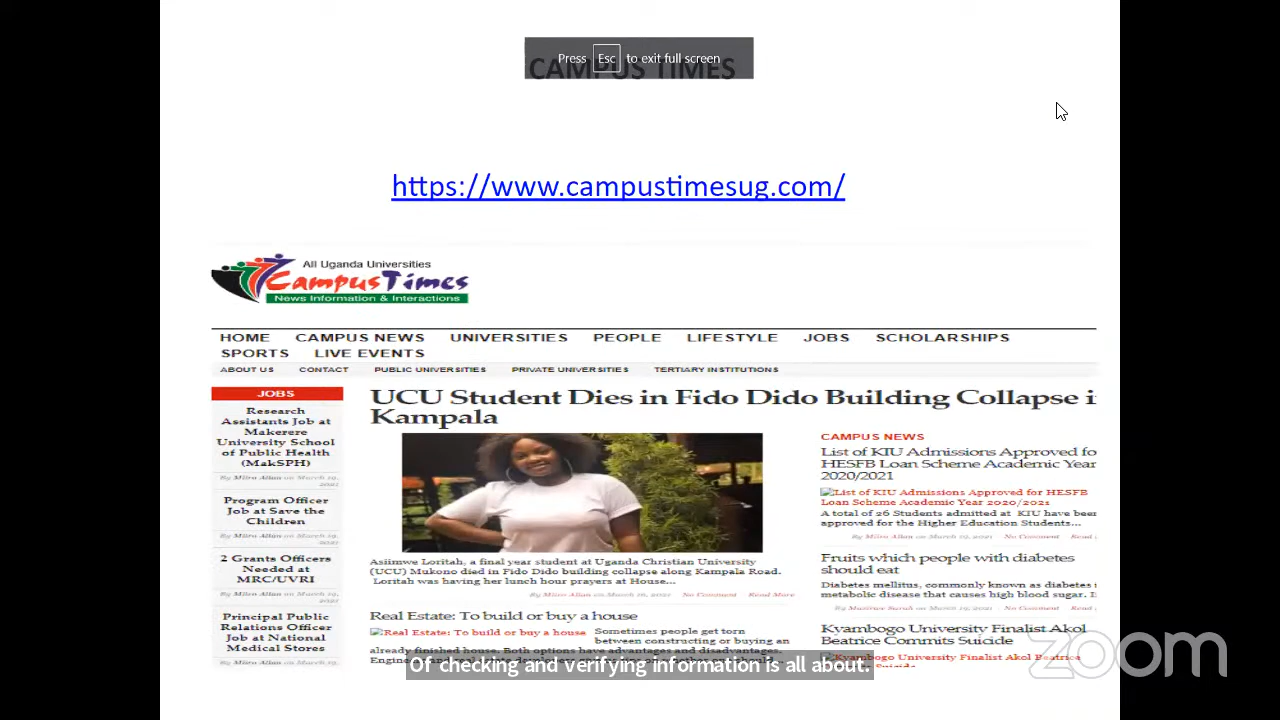 CAMPUS TIMES
Press Esc to exit full screen
https://www.campustimesug.com/
All Uganda Universities
CampusTimes
News Information & Interactions
HOME CAMPUS NEWS UNIVERSITIES PEOPLE LIFESTYLE JOBS SCHOLARSHIPS
SPORTS LIVE EVENTS
ABOUT US CONTACT PUBLIC UNIVERSITIES PRIVATE UNIVERSITIES TERTIARY INSTITUTIONS
JOBS
Research
Assistants Job at
Makerere
University School
of Public Health
(MakSPH)
By Miiro Allan on March 19,
2021
Program Officer
Job at Save the
Children
By Miiro Allan on March 19,
2021
2 Grants Officers
Needed at
MRC/UVRI
By Miiro Allan on March 19,
2021
Principal Public
Relations Officer
Job at National
Medical Stores
By Miiro Allan on March
UCU Student Dies in Fido Dido Building Collapse i
Kampala
Asiimwe Loritah, a final year student at Uganda Christian University
(UCU) Mukono died in Fido Dido building collapse along Kampala Road.
Loritah was having her lunch hour prayers at House...
By Miiro Allan on March 16, 2021 No Comment Read More
Real Estate: To build or buy a house
Real Estate: To build or buy a house
Sometimes people get torn
between constructing or buying an
already finished house. Both options have advantages and disadvantages.
CAMPUS NEWS
List of KIU Admissions Approved fo
HESFB Loan Scheme Academic Year
2020/2021
List of KIU Admissions Approved for HESFB
Loan Scheme Academic Year 2020/2021
A total of 26 Students admitted at KIU have been
approved for the Higher Education Students...
By Miiro Allan on March 19, 2021 No Comment Read
Fruits which people with diabetes
should eat
Diabetes mellitus, commonly known as diabetes i
metabolic disease that causes high blood sugar. I
on March 19, 2021 No Comment Read
Kyambogo University Finalist Akol
Beatrice Commits Suicide
Kyambogo University Finalist Akol Beatrice
Of checking and verifying information is all about.
zoom